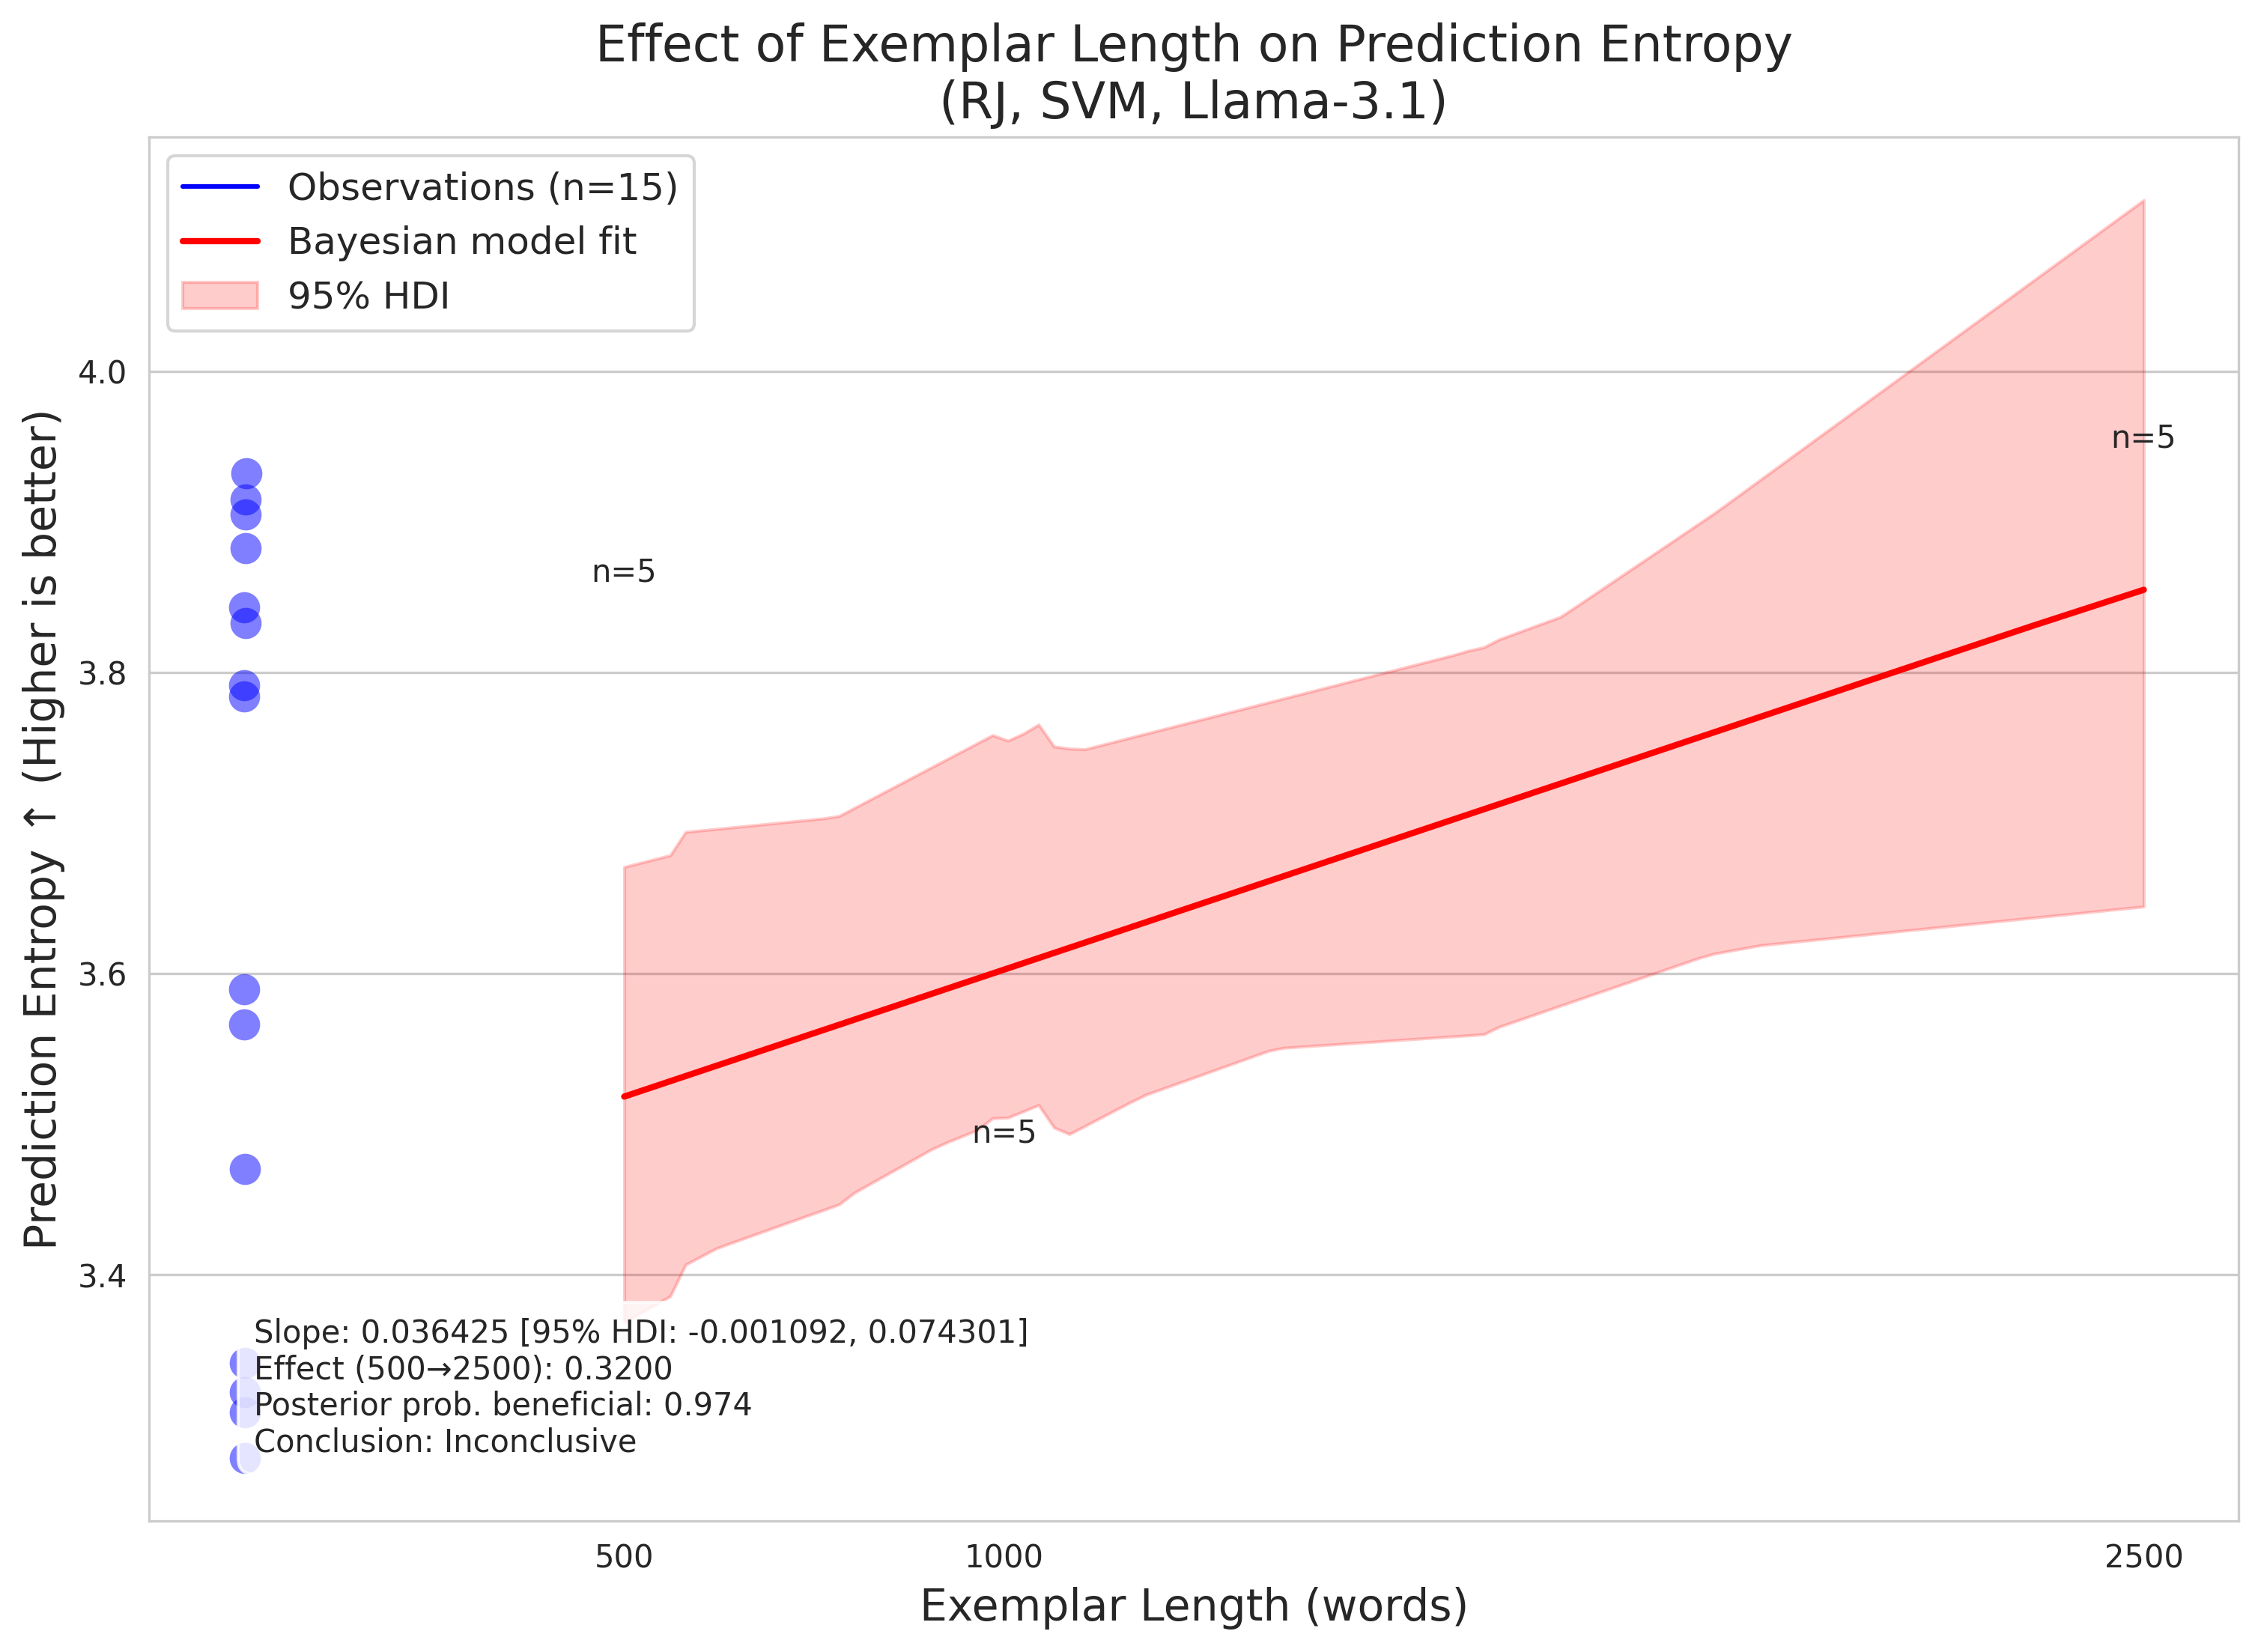 Effect of Exemplar Length on Prediction Entropy
(RJ, SVM, Llama-3.1)
Observations (n=15)
Bayesian model fit
95% HDI
Prediction Entropy ↑ (Higher is better)
4.0
3.8
3.6
3.4
n=5
n=5
n=5
Slope: 0.036425 [95% HDI: -0.001092, 0.074301]
Effect (500→2500): 0.3200
Posterior prob. beneficial: 0.974
Conclusion: Inconclusive
500
1000
2500
Exemplar Length (words)